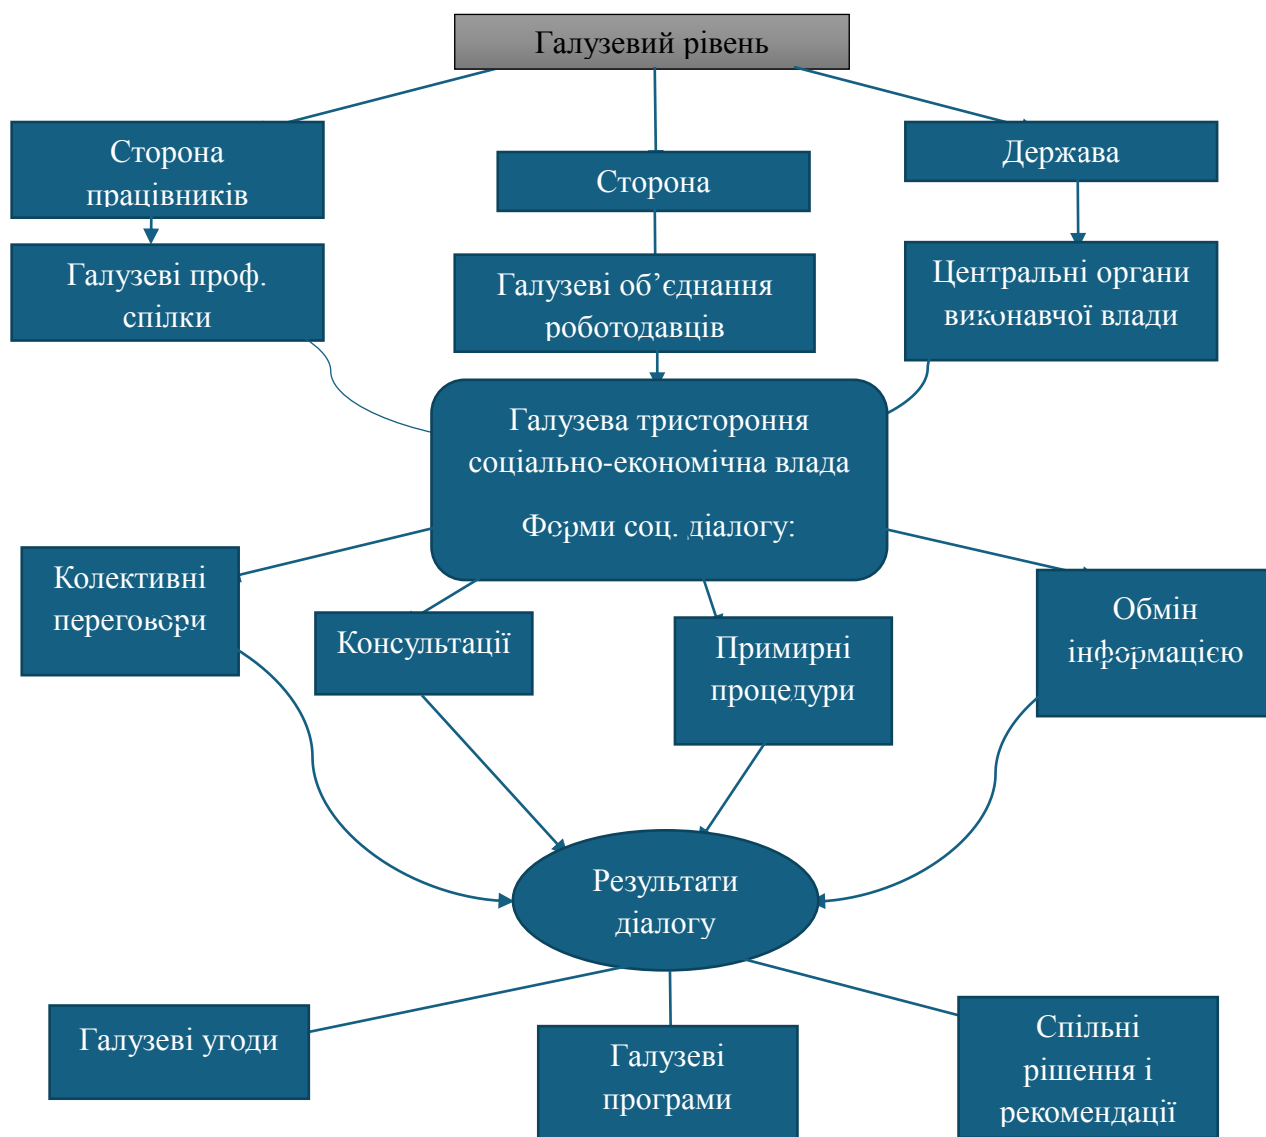 Галузевий рівень
Сторона
працівників
Сторона
Держава
Галузеві проф.
спілки
Галузеві об’єднання
роботодавців
Центральні органи
виконавчої влади
Галузева тристороння
соціально-економічна влада
Форми соц. діалогу:
Колективні
переговори
Консультації
Примирні
процедури
Обмін
інформацією
Результати
діалогу
Галузеві угоди
Галузеві
програми
Спільні
рішення і
рекомендації